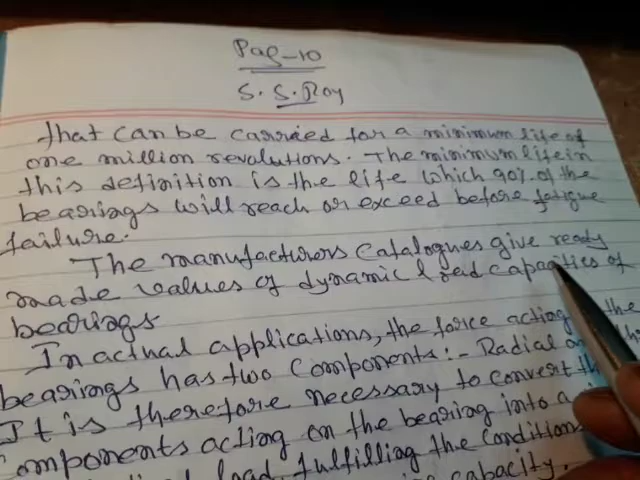 Pag-10
S. S. Roy
that can be carried for a minimum life of
one million revolutions. The minimum life in
this definition is the life which 90% of the
bearings will reach or exceed before fatigue
failure.
The manufacturers catalogues give ready
made values of dynamic load capacities of
bearings
In actual applications, the force acting the
bearings has two components:- Radial
It is therefore necessary to convert
components acting on the bearing into a
load, fulfilling the conditions
capacity.